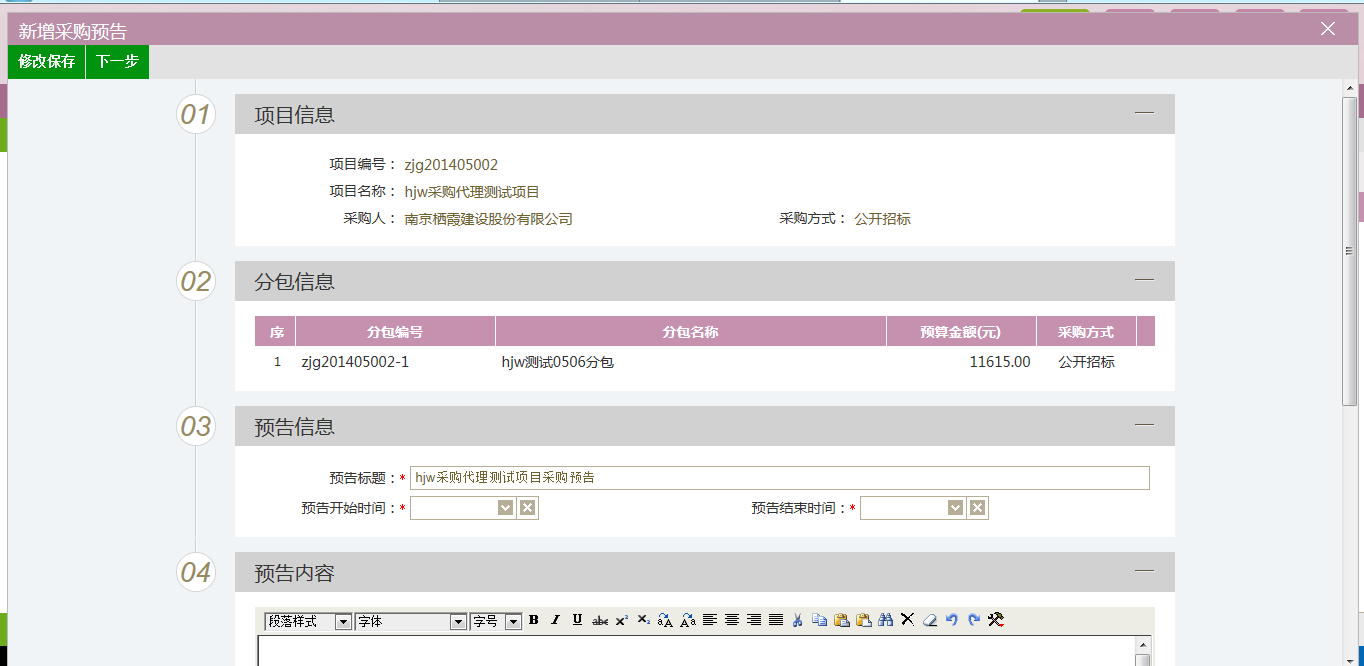 新增采购预告
修改保存 下一步
01 项目信息
项目编号： zjg201405002
项目名称： hjw采购代理测试项目
采购人： 南京栖霞建设股份有限公司 采购方式： 公开招标
02 分包信息
序 分包编号 分包名称 预算金额(元) 采购方式
1 zjg201405002-1 hjw测试0506分包 11615.00 公开招标
03 预告信息
预告标题：* hjw采购代理测试项目采购预告
预告开始时间：* 预告结束时间：*
04 预告内容
段落样式 字体 字号 B I U abc x² x₂